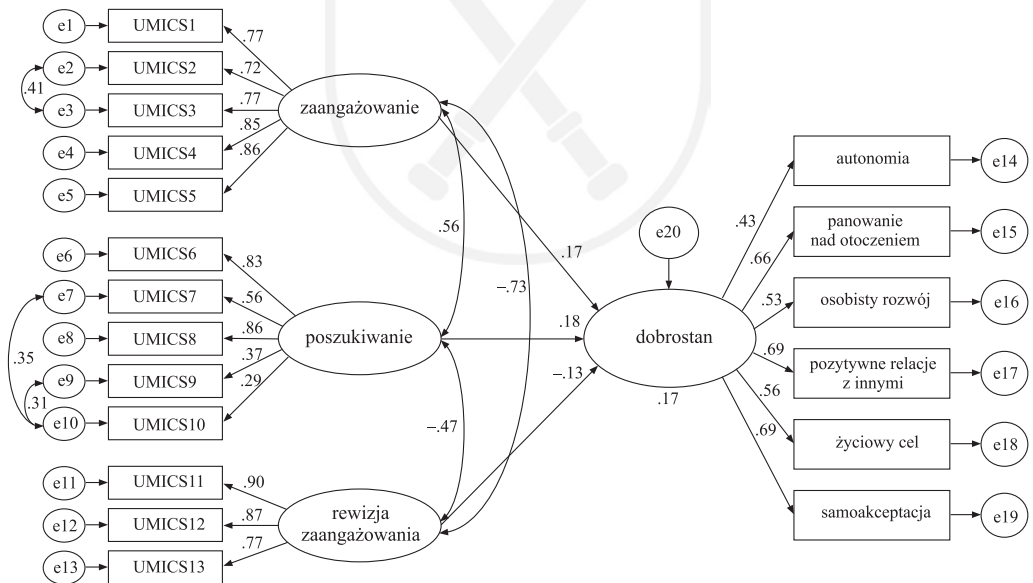 e1
UMICS1
.77
e2
UMICS2
.72
.41
e3
UMICS3
.77
zaangażowanie
e4
UMICS4
.85
e5
UMICS5
.86
e6
UMICS6
.83
e7
UMICS7
.56
e8
UMICS8
.86
poszukiwanie
.35
e9
UMICS9
.37
.31
e10
UMICS10
.29
e11
UMICS11
.90
e12
UMICS12
.87
rewizja
zaangażowania
e13
UMICS13
.77
.56
–.73
–.47
.17
.18
–.13
e20
dobrostan
.17
.43
autonomia
e14
.66
panowanie
nad otoczeniem
e15
.53
osobisty rozwój
e16
.69
pozytywne relacje
z innymi
e17
.56
życiowy cel
e18
.69
samoakceptacja
e19